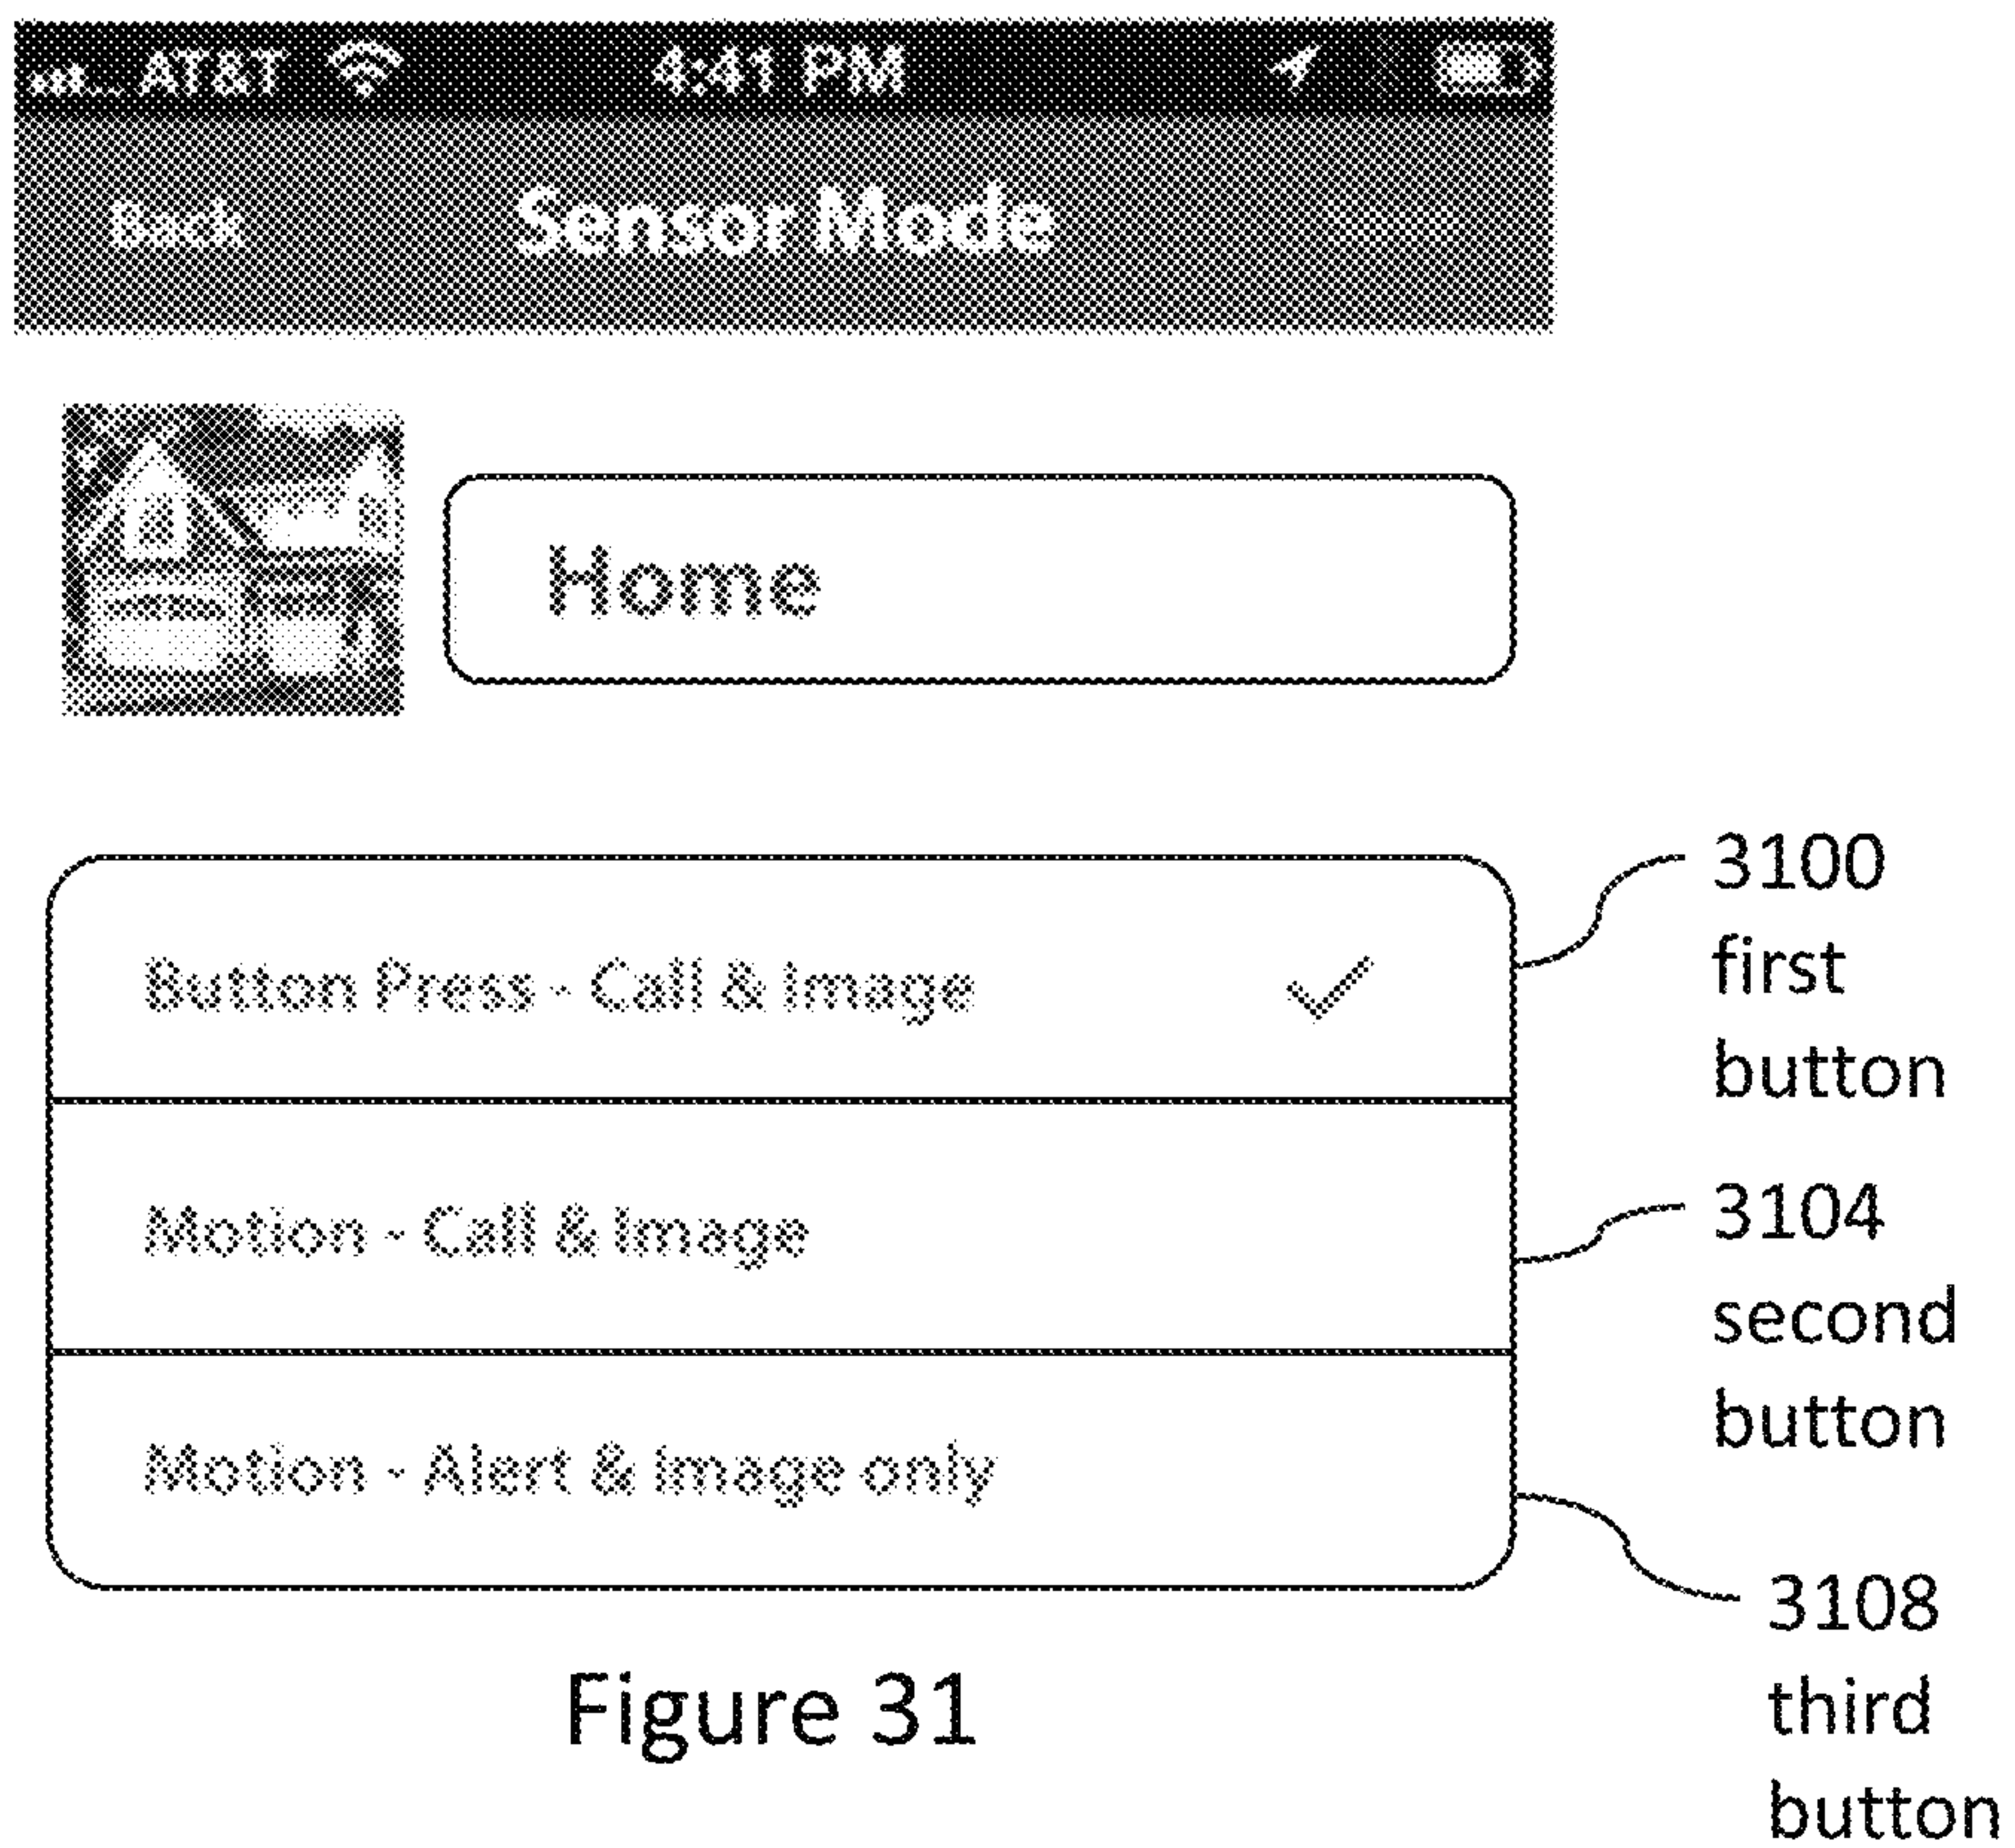 AT&T 4:41 PM
Back Sensor Mode
Home
Button Press - Call & Image
3100
first
button
Motion - Call & Image
3104
second
button
Motion - Alert & Image only
3108
third
button
Figure 31